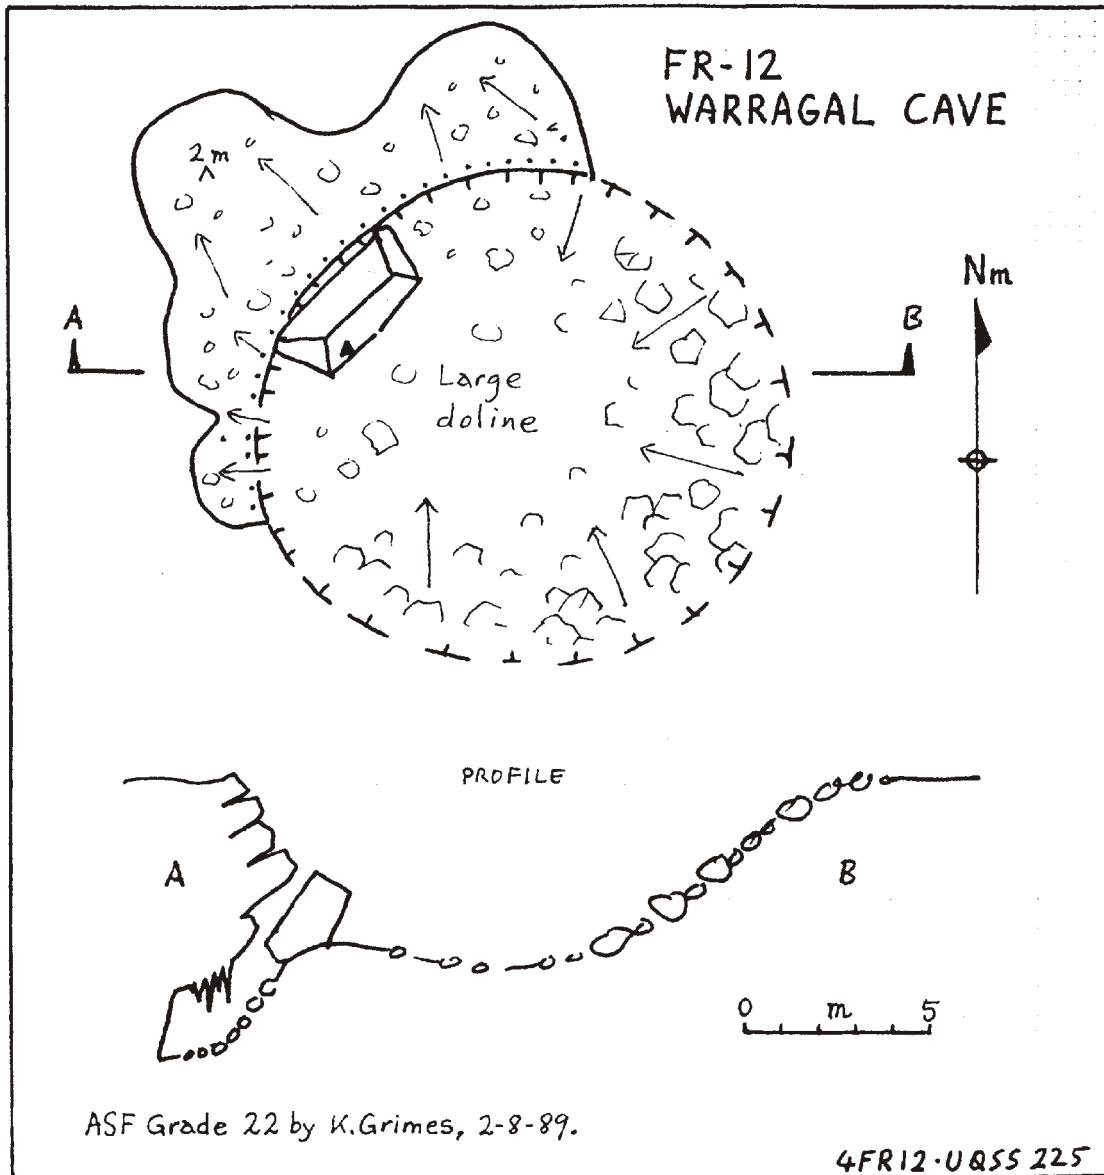 FR-12
WARRAGAL CAVE
2m
A
B
Nm
Large
doline
PROFILE
A
B
0 m 5
ASF Grade 22 by K.Grimes, 2-8-89.
4FR12·UQSS 225